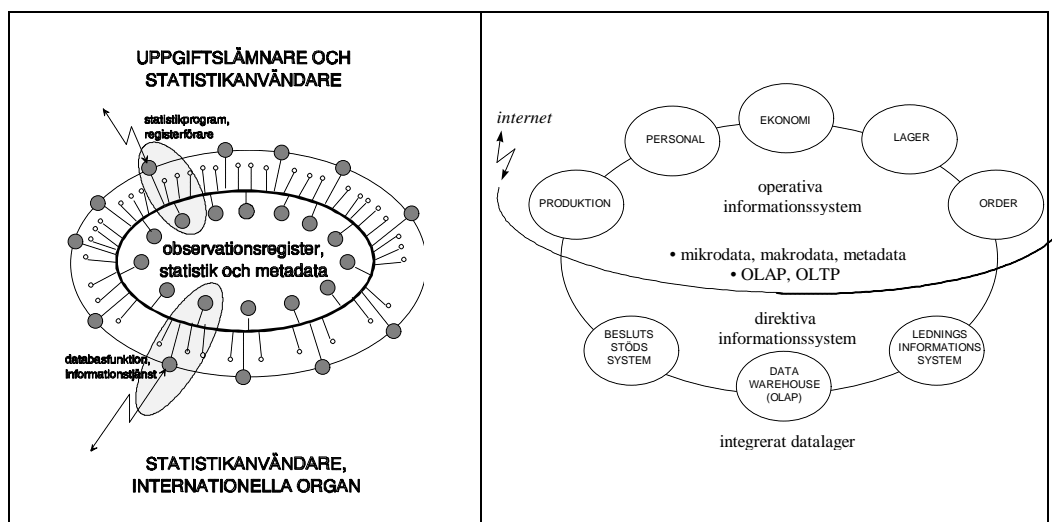 UPPGIFTSLÄMNARE OCH
STATISTIKANVÄNDARE
statistikprogram,
registerförare
observationsregister,
statistik och metadata
databasfunktion,
informationstjänst
STATISTIKANVÄNDARE,
INTERNATIONELLA ORGAN
internet
EKONOMI
PERSONAL
LAGER
PRODUKTION
ORDER
operativa
informationssystem
• mikrodata, makrodata, metadata
• OLAP, OLTP
direktiva
informationssystem
BESLUTS
STÖDS
SYSTEM
LEDNINGS
INFORMATIONS
SYSTEM
DATA
WAREHOUSE
(OLAP)
integrerat datalager